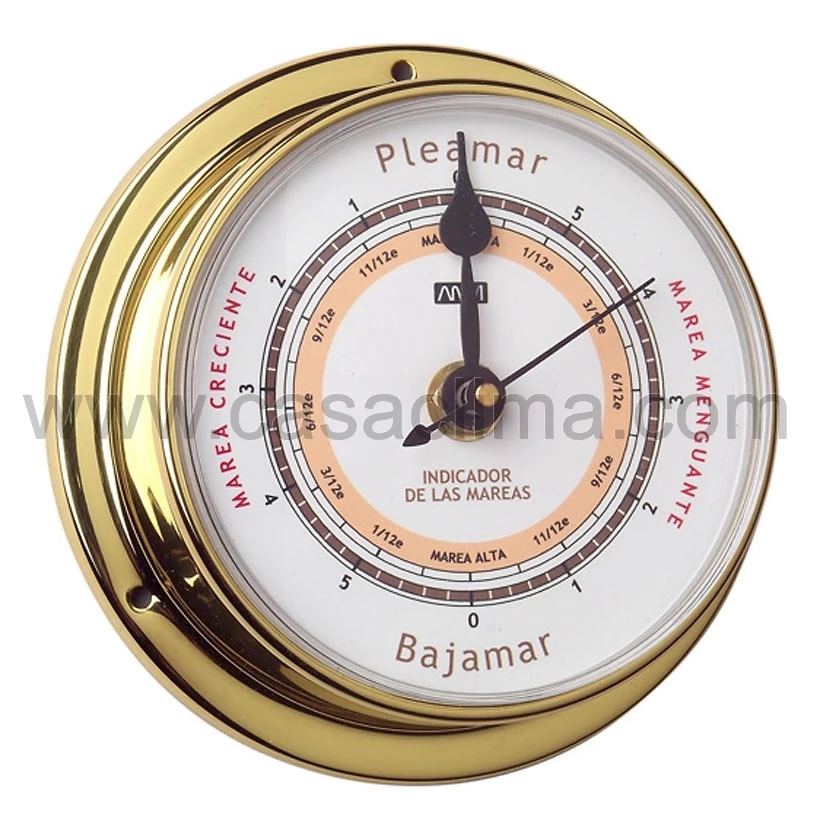 Pleamar
0
5
4
3
2
1
0
5
4
3
2
1
1/12e
3/12e
6/12e
9/12e
11/12e
MAREA ALTA
1/12e
3/12e
6/12e
9/12e
11/12e
MAREA CRECIENTE
MAREA MENGUANTE
www.casaclima.com
INDICADOR
DE LAS MAREAS
Bajamar